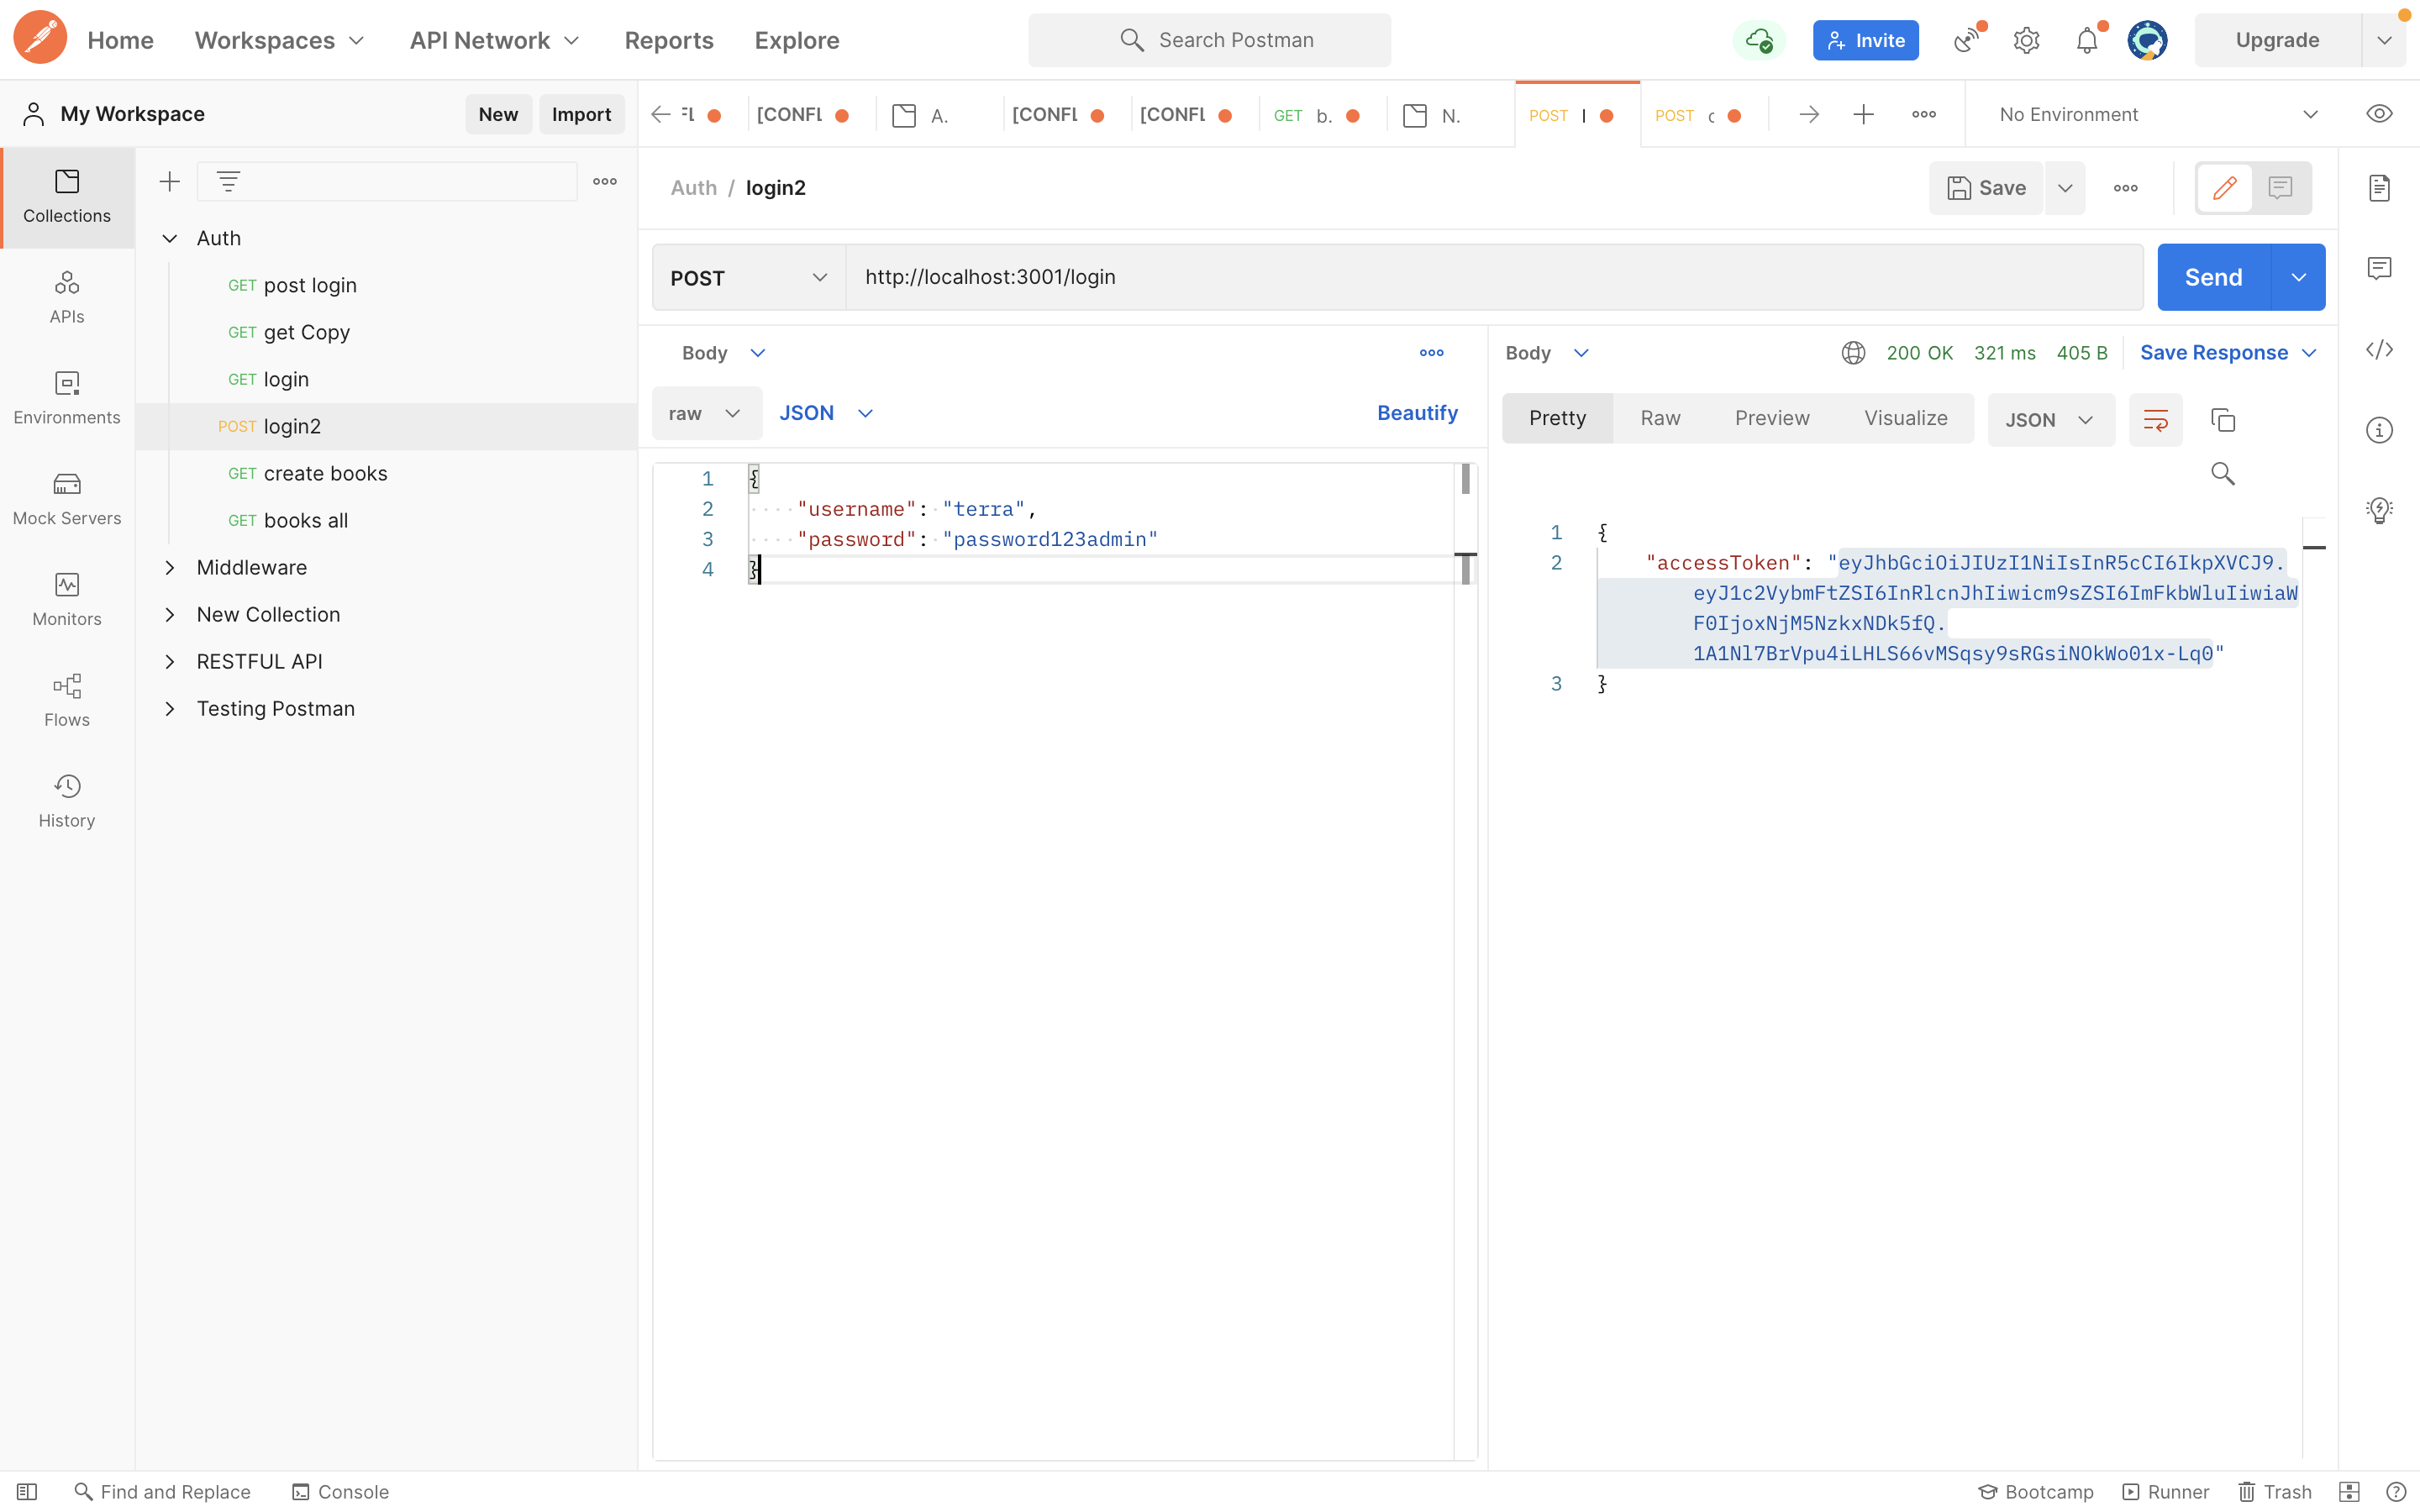 Home Workspaces API Network Reports Explore Search Postman Invite Upgrade
My Workspace New Import FL [CONFL A. [CONFL [CONFL GET b. N. POST l POST c No Environment
Collections
APIs
Environments
Mock Servers
Monitors
Flows
History
Auth
GET post login
GET get Copy
GET login
POST login2
GET create books
GET books all
Middleware
New Collection
RESTFUL API
Testing Postman
Auth / login2 Save
POST http://localhost:3001/login Send
Body
raw JSON Beautify
1 {
2 "username": "terra",
3 "password": "password123admin"
4 }
Body 200 OK 321 ms 405 B Save Response
Pretty Raw Preview Visualize JSON
1 {
2 "accessToken": "eyJhbGciOiJIUzI1NiIsInR5cCI6IkpXVCJ9.
eyJ1c2VybmFtZSI6InRlcnJhIiwicm9sZSI6ImFkbWluIiwiaW
F0IjoxNjM5NzkxNDk5fQ.
1A1Nl7BrVpu4iLHLS66vMSqsy9sRGsiNOkWo01x-Lq0"
3 }
Find and Replace Console Bootcamp Runner Trash